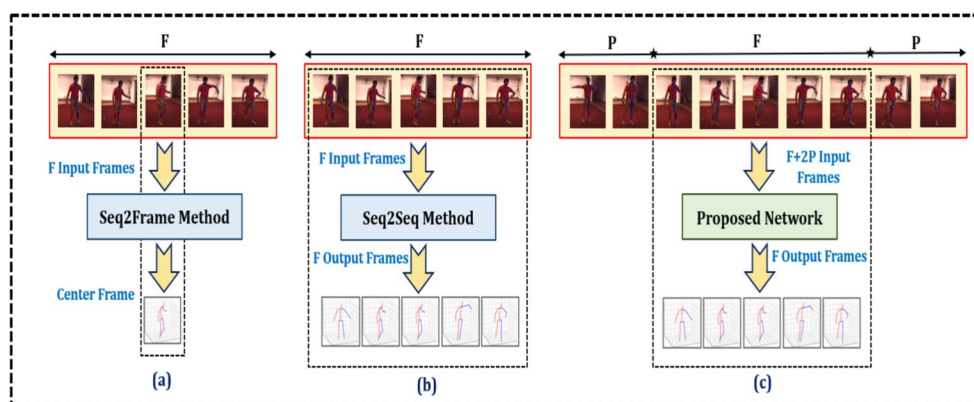 F
F Input Frames
Seq2Frame Method
Center Frame
(a)
F
F Input Frames
Seq2Seq Method
F Output Frames
(b)
P F P
F+2P Input
Frames
Proposed Network
F Output Frames
(c)